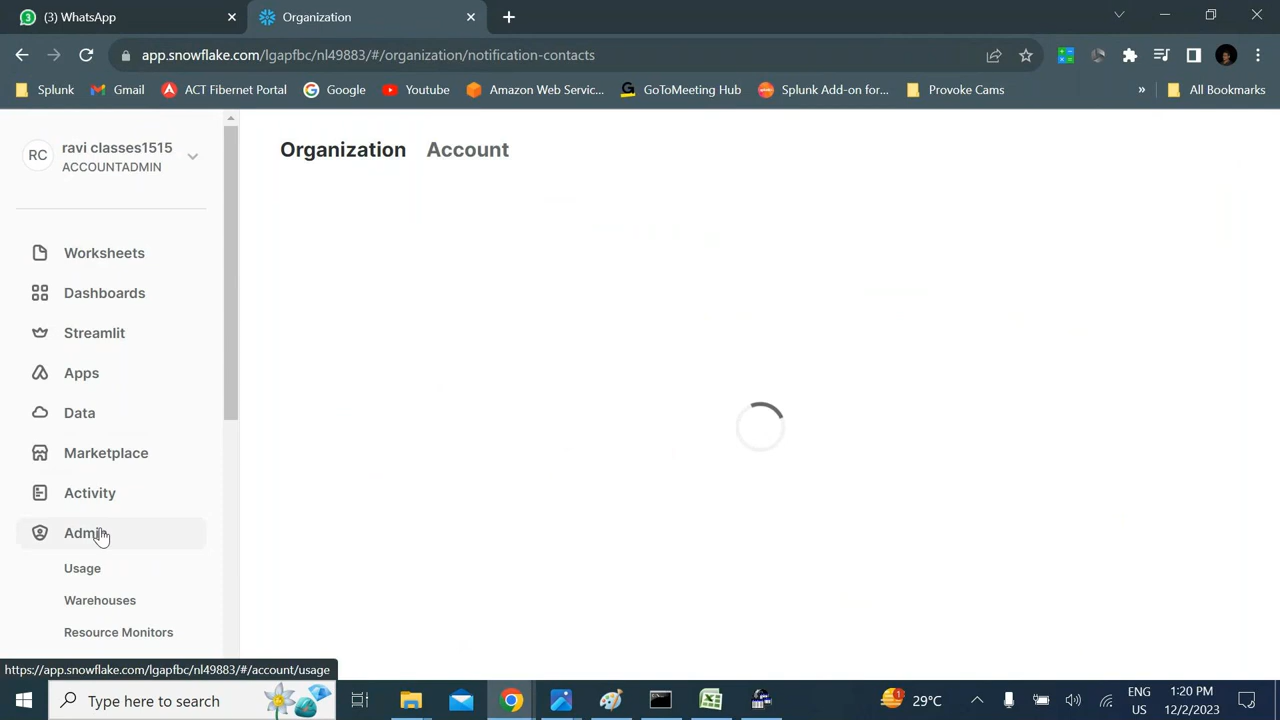 (3) WhatsApp
Organization
app.snowflake.com/lgapfbc/nl49883/#/organization/notification-contacts
Splunk
Gmail
ACT Fibernet Portal
Google
Youtube
Amazon Web Servic...
GoToMeeting Hub
Splunk Add-on for...
Provoke Cams
»
All Bookmarks
RC
ravi classes1515
ACCOUNTADMIN
Organization
Account
Worksheets
Dashboards
Streamlit
Apps
Data
Marketplace
Activity
Admin
Usage
Warehouses
Resource Monitors
https://app.snowflake.com/lgapfbc/nl49883/#/account/usage
Type here to search
1
29°C
ENG
US
1:20 PM
12/2/2023